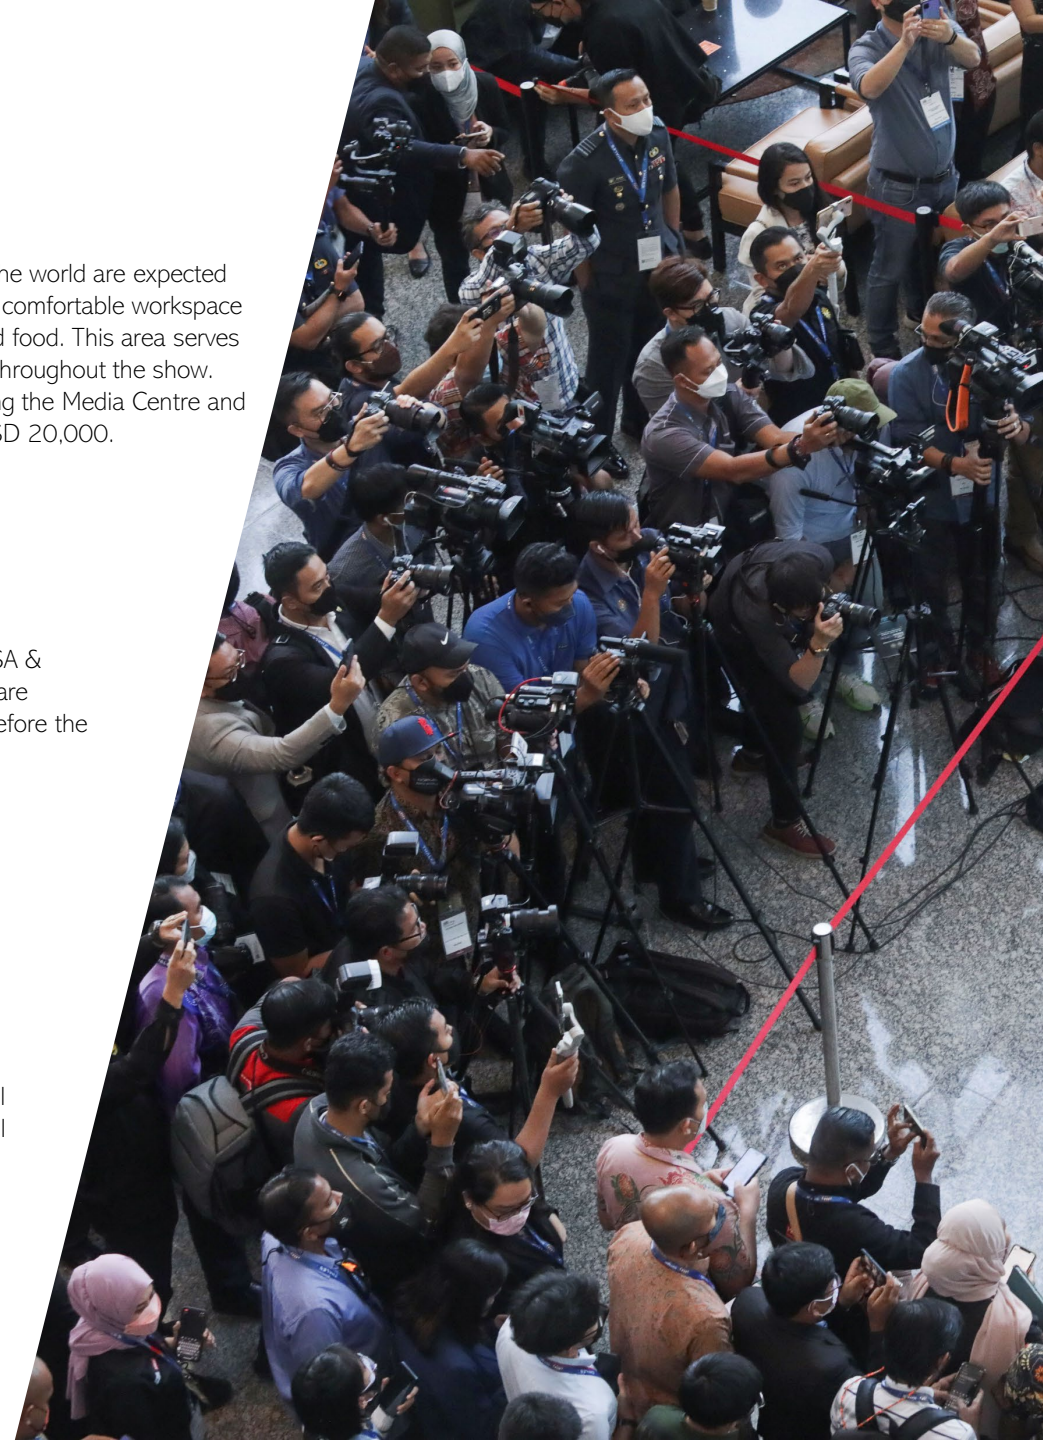 he world are expected
comfortable workspace
d food. This area serves
hroughout the show.
ng the Media Centre and
SD 20,000.
SA &
are
efore the
l
l